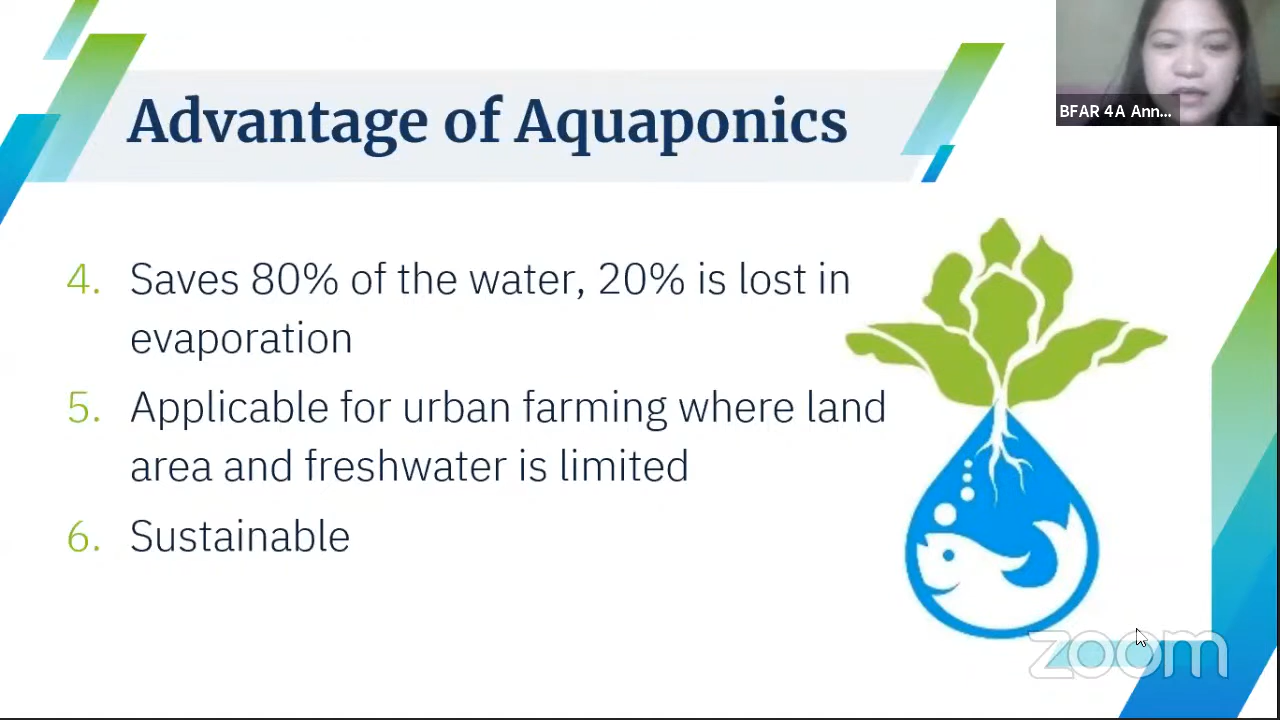 Advantage of Aquaponics
BFAR 4A Ann...
4. Saves 80% of the water, 20% is lost in
evaporation
5. Applicable for urban farming where land
area and freshwater is limited
6. Sustainable
zoom